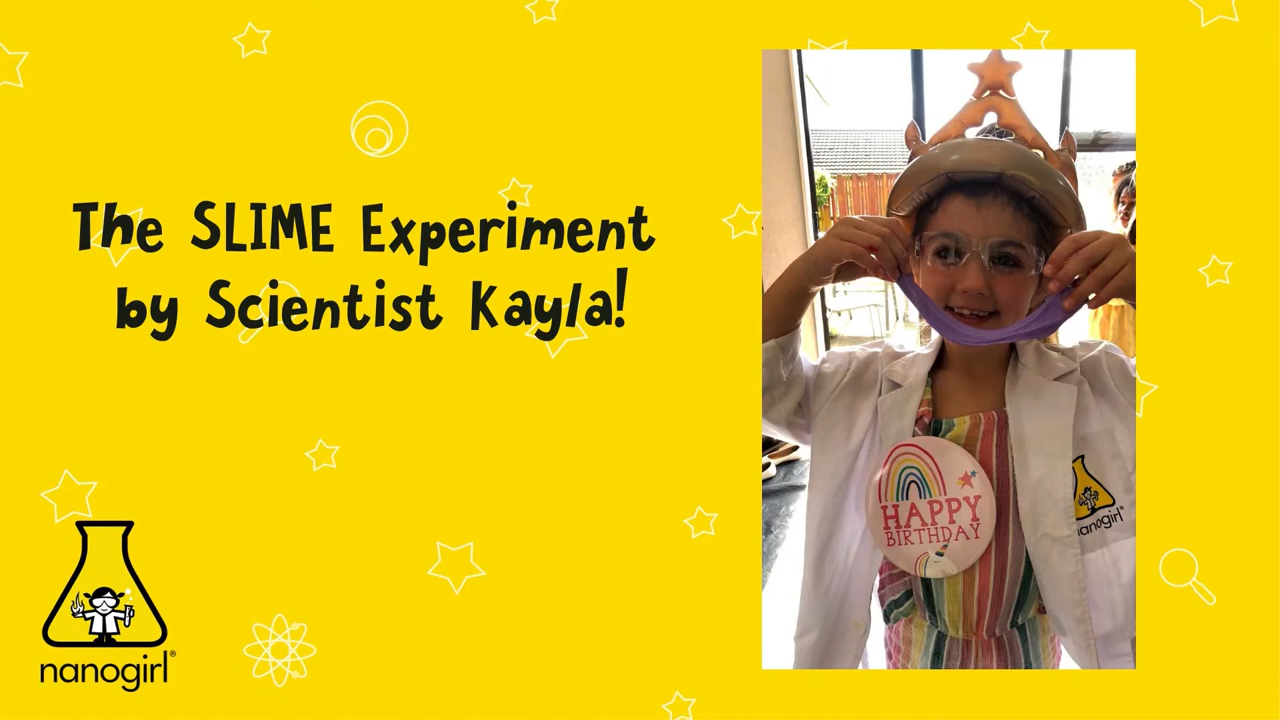 The SLIME Experiment
by Scientist Kayla!
HAPPY
BIRTHDAY
nanogirl®
nanogirl®